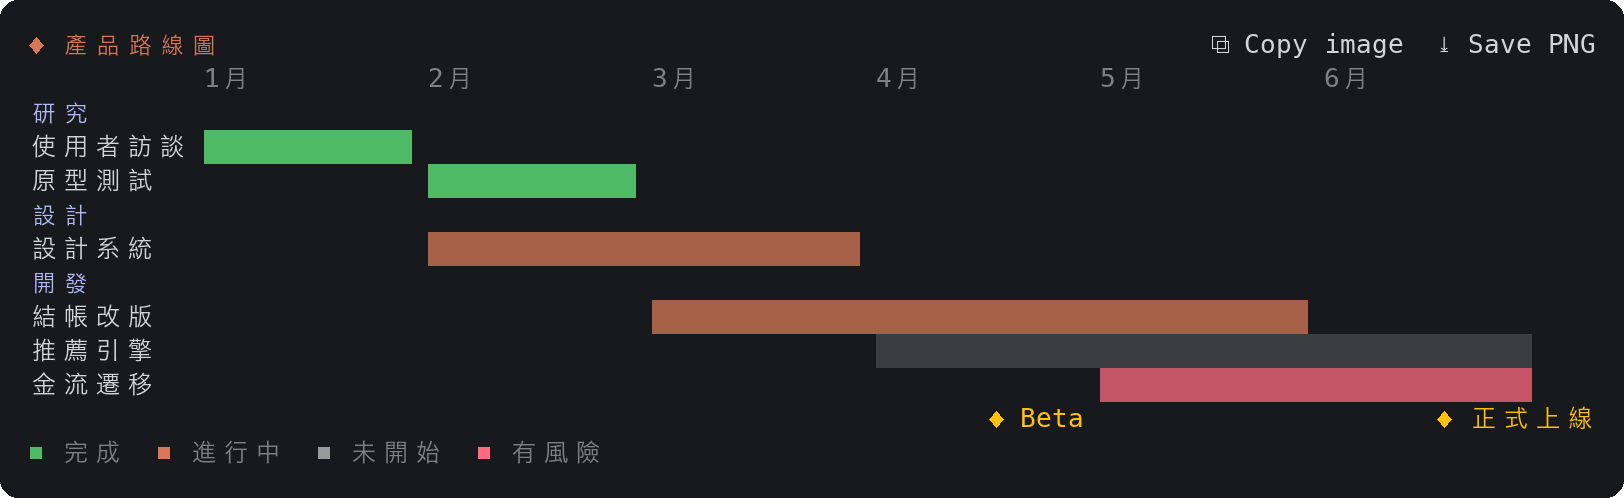 ◆ 產品路線圖 Copy image ⤓ Save PNG
1月 2月 3月 4月 5月 6月
研究
使用者訪談
原型測試
設計
設計系統
開發
結帳改版
推薦引擎
金流遷移
◆ Beta ◆ 正式上線
完成 進行中 未開始 有風險